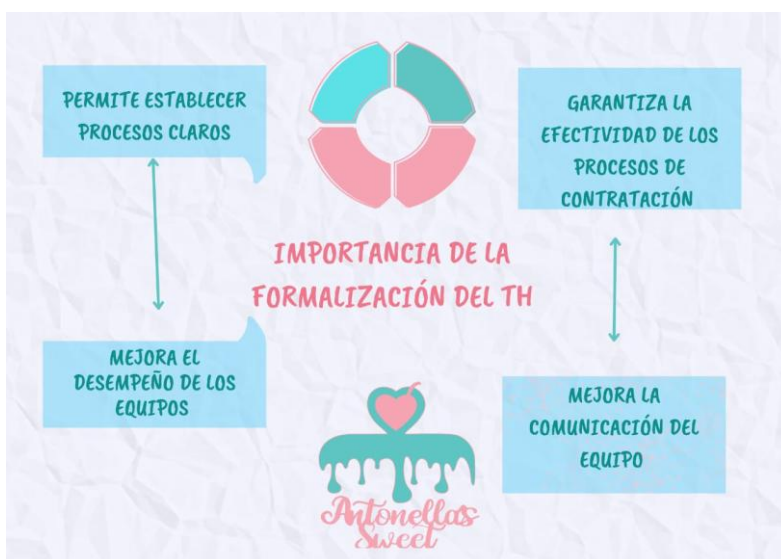 PERMITE ESTABLECER
PROCESOS CLAROS
GARANTIZA LA
EFECTIVIDAD DE LOS
PROCESOS DE
CONTRATACIÓN
IMPORTANCIA DE LA
FORMALIZACIÓN DEL TH
MEJORA EL
DESEMPEÑO DE LOS
EQUIPOS
MEJORA LA
COMUNICACIÓN DEL
EQUIPO
Antonellas
Sweet